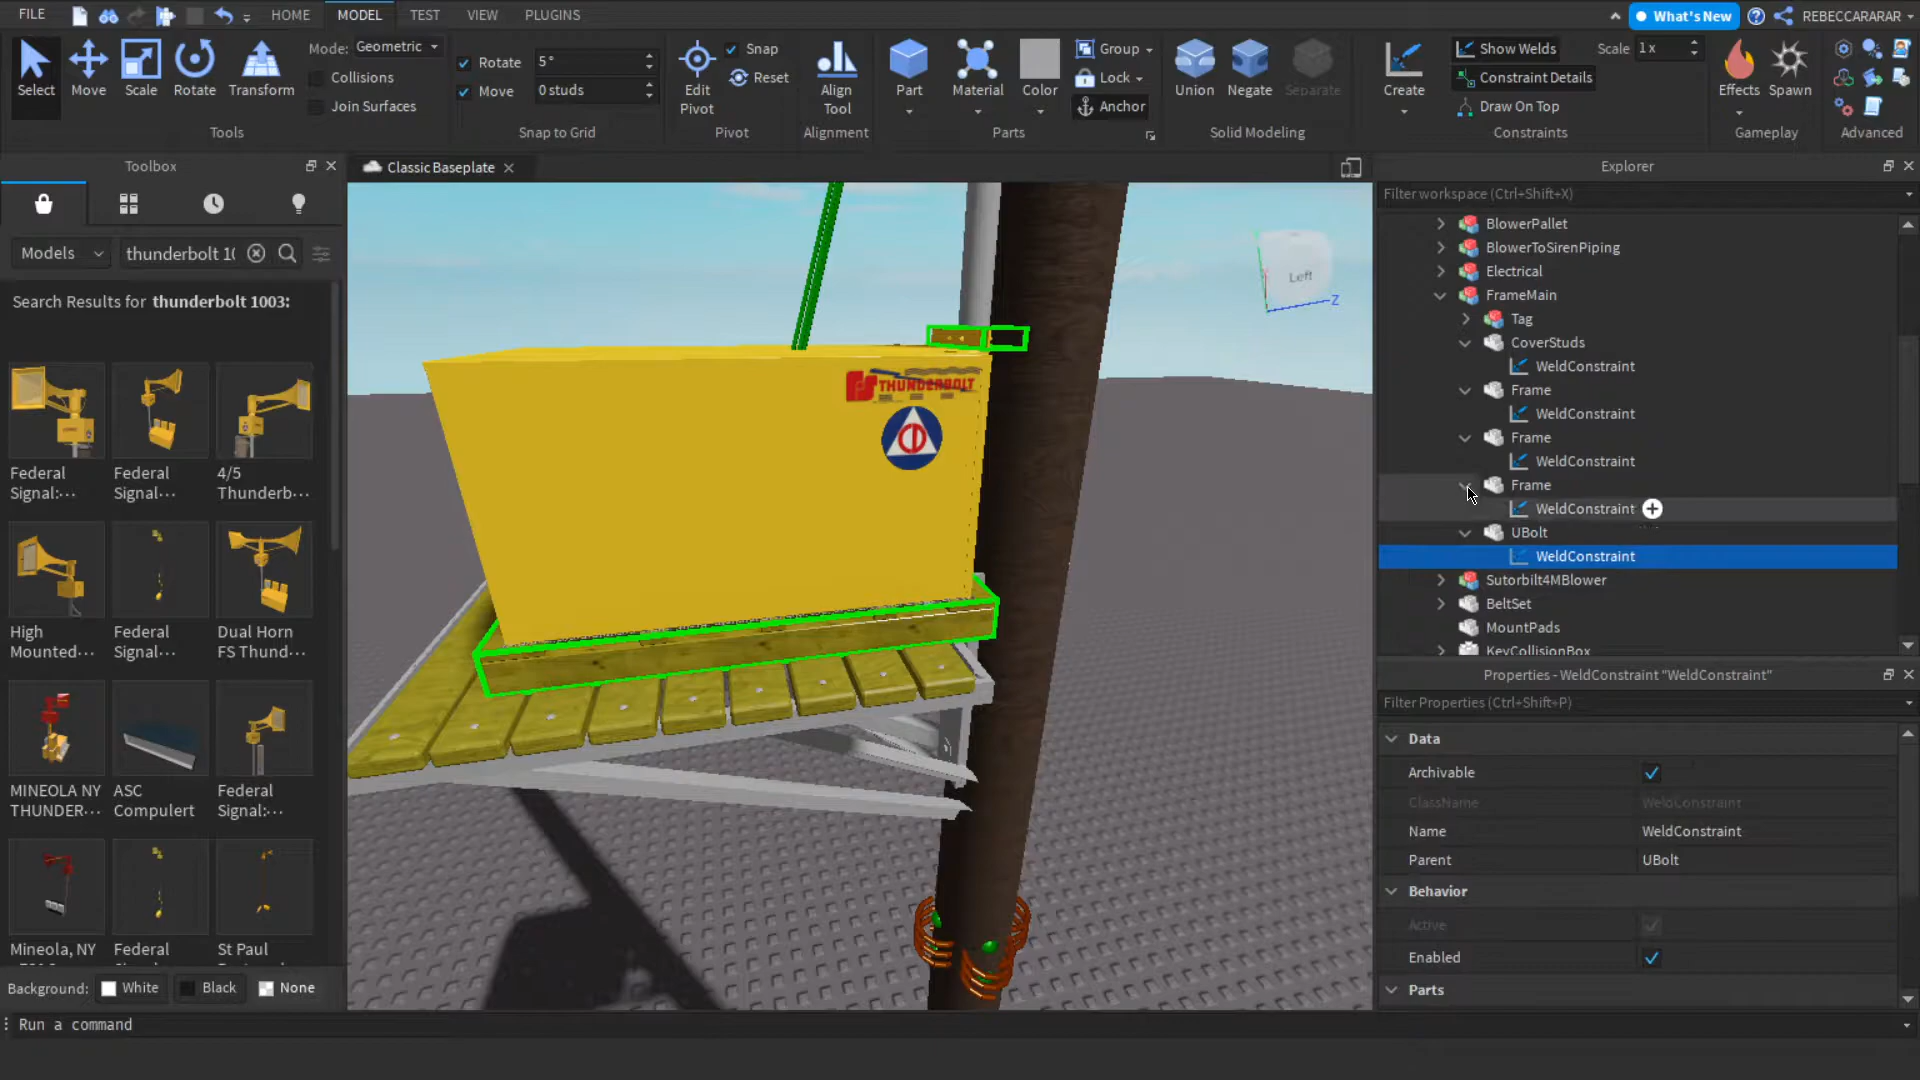 FILE
HOME
MODEL
TEST
VIEW
PLUGINS
What's New
REBECCARARAR
Select
Move
Scale
Rotate
Transform
Mode: Geometric
Collisions
Join Surfaces
Tools
Rotate 5°
Move 0 studs
Snap to Grid
Edit Pivot
Snap
Reset
Pivot
Align Tool
Alignment
Part
Material
Color
Group
Lock
Anchor
Parts
Union
Negate
Separate
Solid Modeling
Create
Show Welds
Scale 1 x
Constraint Details
Draw On Top
Constraints
Effects
Spawn
Gameplay
Advanced
Toolbox
Models
thunderbolt 1(
Search Results for thunderbolt 1003:
Federal Signal:···
Federal Signal···
4/5 Thunderb···
High Mounted···
Federal Signal···
Dual Horn FS Thund···
MINEOLA NY THUNDER···
ASC Compulert
Federal Signal:···
Mineola, NY
Federal
St Paul
Background: White Black None
Run a command
Classic Baseplate
Left
Z
FS THUNDERBOLT
CD
Explorer
Filter workspace (Ctrl+Shift+X)
BlowerPallet
BlowerToSirenPiping
Electrical
FrameMain
Tag
CoverStuds
WeldConstraint
Frame
WeldConstraint
Frame
WeldConstraint
Frame
WeldConstraint
UBolt
WeldConstraint
Sutorbilt4MBlower
BeltSet
MountPads
KeyCollisionBox
Properties - WeldConstraint "WeldConstraint"
Filter Properties (Ctrl+Shift+P)
Data
Archivable
ClassName WeldConstraint
Name WeldConstraint
Parent UBolt
Behavior
Active
Enabled
Parts